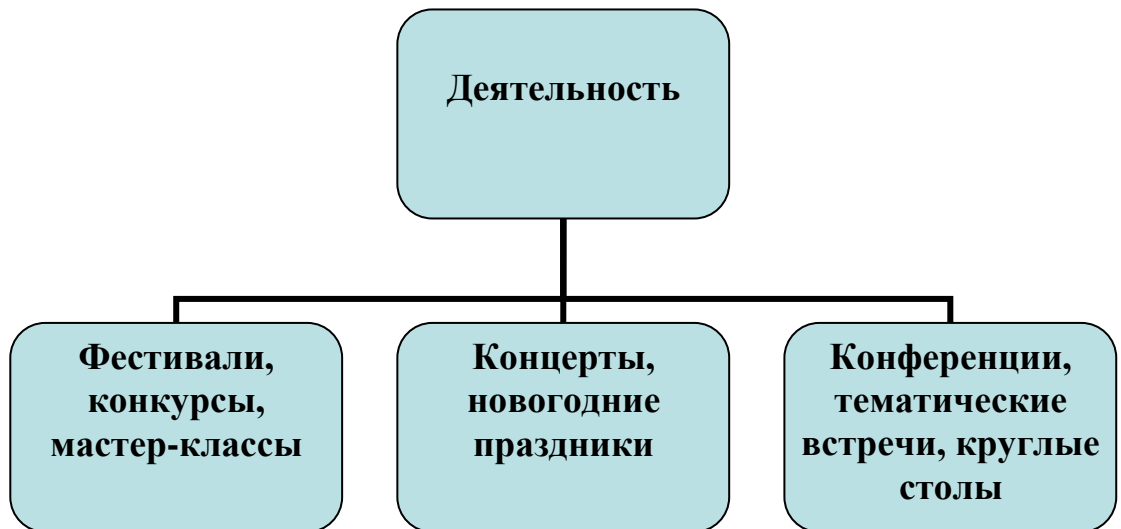 Деятельность
Фестивали,
конкурсы,
мастер-классы
Концерты,
новогодние
праздники
Конференции,
тематические
встречи, круглые
столы